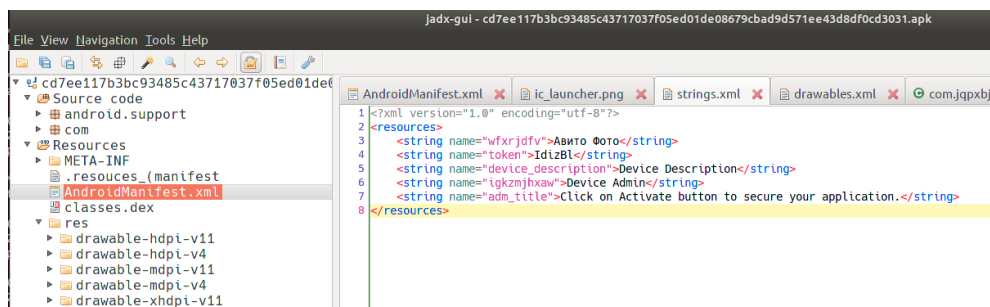 jadx-gui - cd7ee117b3bc93485c43717037f05ed01de08679cbad9d571ee43d8df0cd3031.apk
File View Navigation Tools Help
cd7ee117b3bc93485c43717037f05ed01de0
Source code
android.support
com
Resources
META-INF
.resouces_(manifest
AndroidManifest.xml
classes.dex
res
drawable-hdpi-v11
drawable-hdpi-v4
drawable-mdpi-v11
drawable-mdpi-v4
drawable-xhdpi-v11
AndroidManifest.xml ic_launcher.png strings.xml drawables.xml com.jqpxbj
1 <?xml version="1.0" encoding="utf-8"?>
2 <resources>
3 <string name="wfxrjdfv">Авито Фото</string>
4 <string name="token">IdizBl</string>
5 <string name="device_description">Device Description</string>
6 <string name="igkzmjhxaw">Device Admin</string>
7 <string name="adm_title">Click on Activate button to secure your application.</string>
8 </resources>